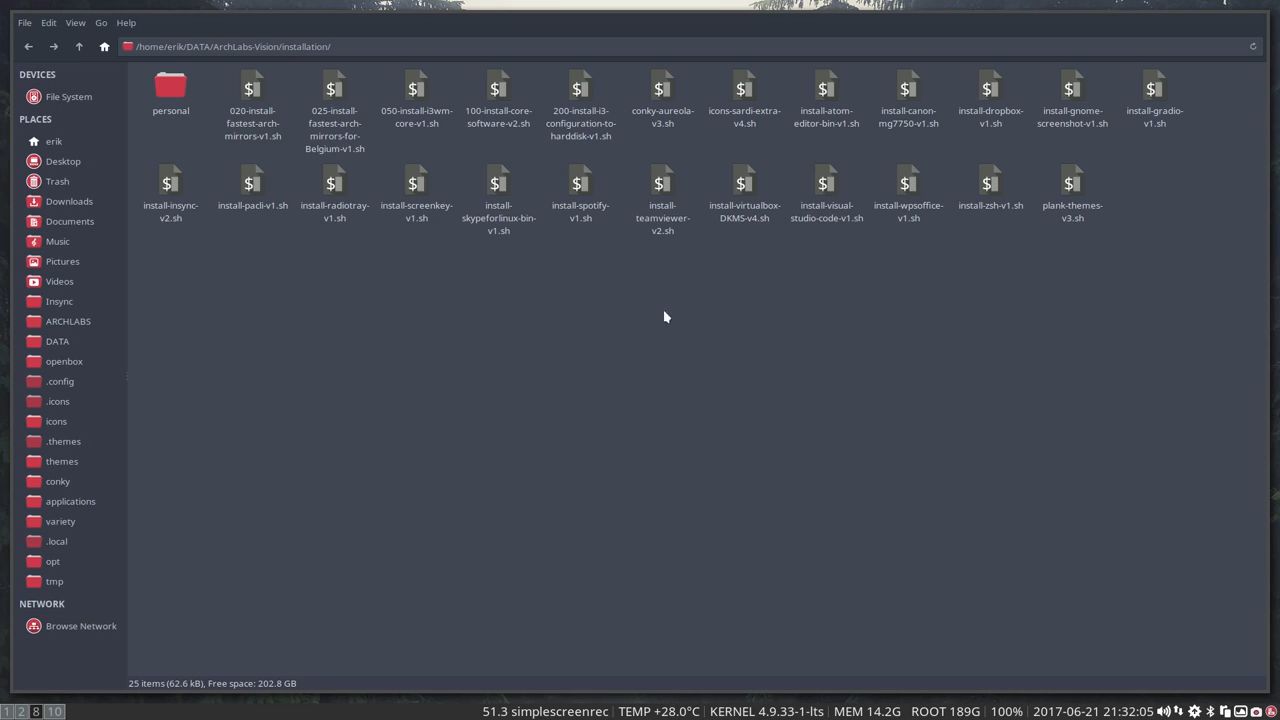 File Edit View Go Help
/home/erik/DATA/ArchLabs-Vision/installation/
DEVICES
File System
PLACES
erik
Desktop
Trash
Downloads
Documents
Music
Pictures
Videos
Insync
ARCHLABS
DATA
openbox
.config
.icons
icons
.themes
themes
conky
applications
variety
.local
opt
tmp
NETWORK
Browse Network
personal
020-install-
fastest-arch-
mirrors-v1.sh
025-install-
fastest-arch-
mirrors-for-
Belgium-v1.sh
050-install-i3wm-
core-v1.sh
100-install-core-
software-v2.sh
200-install-i3-
configuration-to-
harddisk-v1.sh
conky-aureola-
v3.sh
icons-sardi-extra-
v4.sh
install-atom-
editor-bin-v1.sh
install-canon-
mg7750-v1.sh
install-dropbox-
v1.sh
install-gnome-
screenshot-v1.sh
install-gradio-
v1.sh
install-insync-
v2.sh
install-pacli-v1.sh
install-radiotray-
v1.sh
install-screenkey-
v1.sh
install-
skypeforlinux-bin-
v1.sh
install-spotify-
v1.sh
install-
teamviewer-
v2.sh
install-virtualbox-
DKMS-v4.sh
install-visual-
studio-code-v1.sh
install-wpsoffice-
v1.sh
install-zsh-v1.sh
plank-themes-
v3.sh
25 items (62.6 kB), Free space: 202.8 GB
1 2 8 10 51.3 simplescreenrec | TEMP +28.0°C | KERNEL 4.9.33-1-lts | MEM 14.2G | ROOT 189G | 100% | 2017-06-21 21:32:05